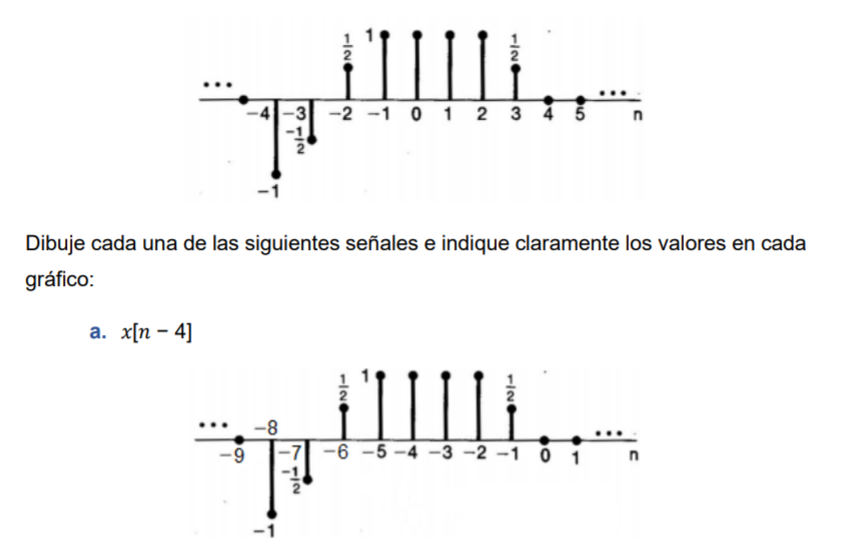 1/2 1 1/2
...
-4 -3 -2 -1 0 1 2 3 4 5 ... n
-1/2
-1
Dibuje cada una de las siguientes señales e indique claramente los valores en cada
gráfico:
a. x[n − 4]
1/2 1 1/2
... -8 ...
-9 -7 -6 -5 -4 -3 -2 -1 0 1 n
-1/2
-1